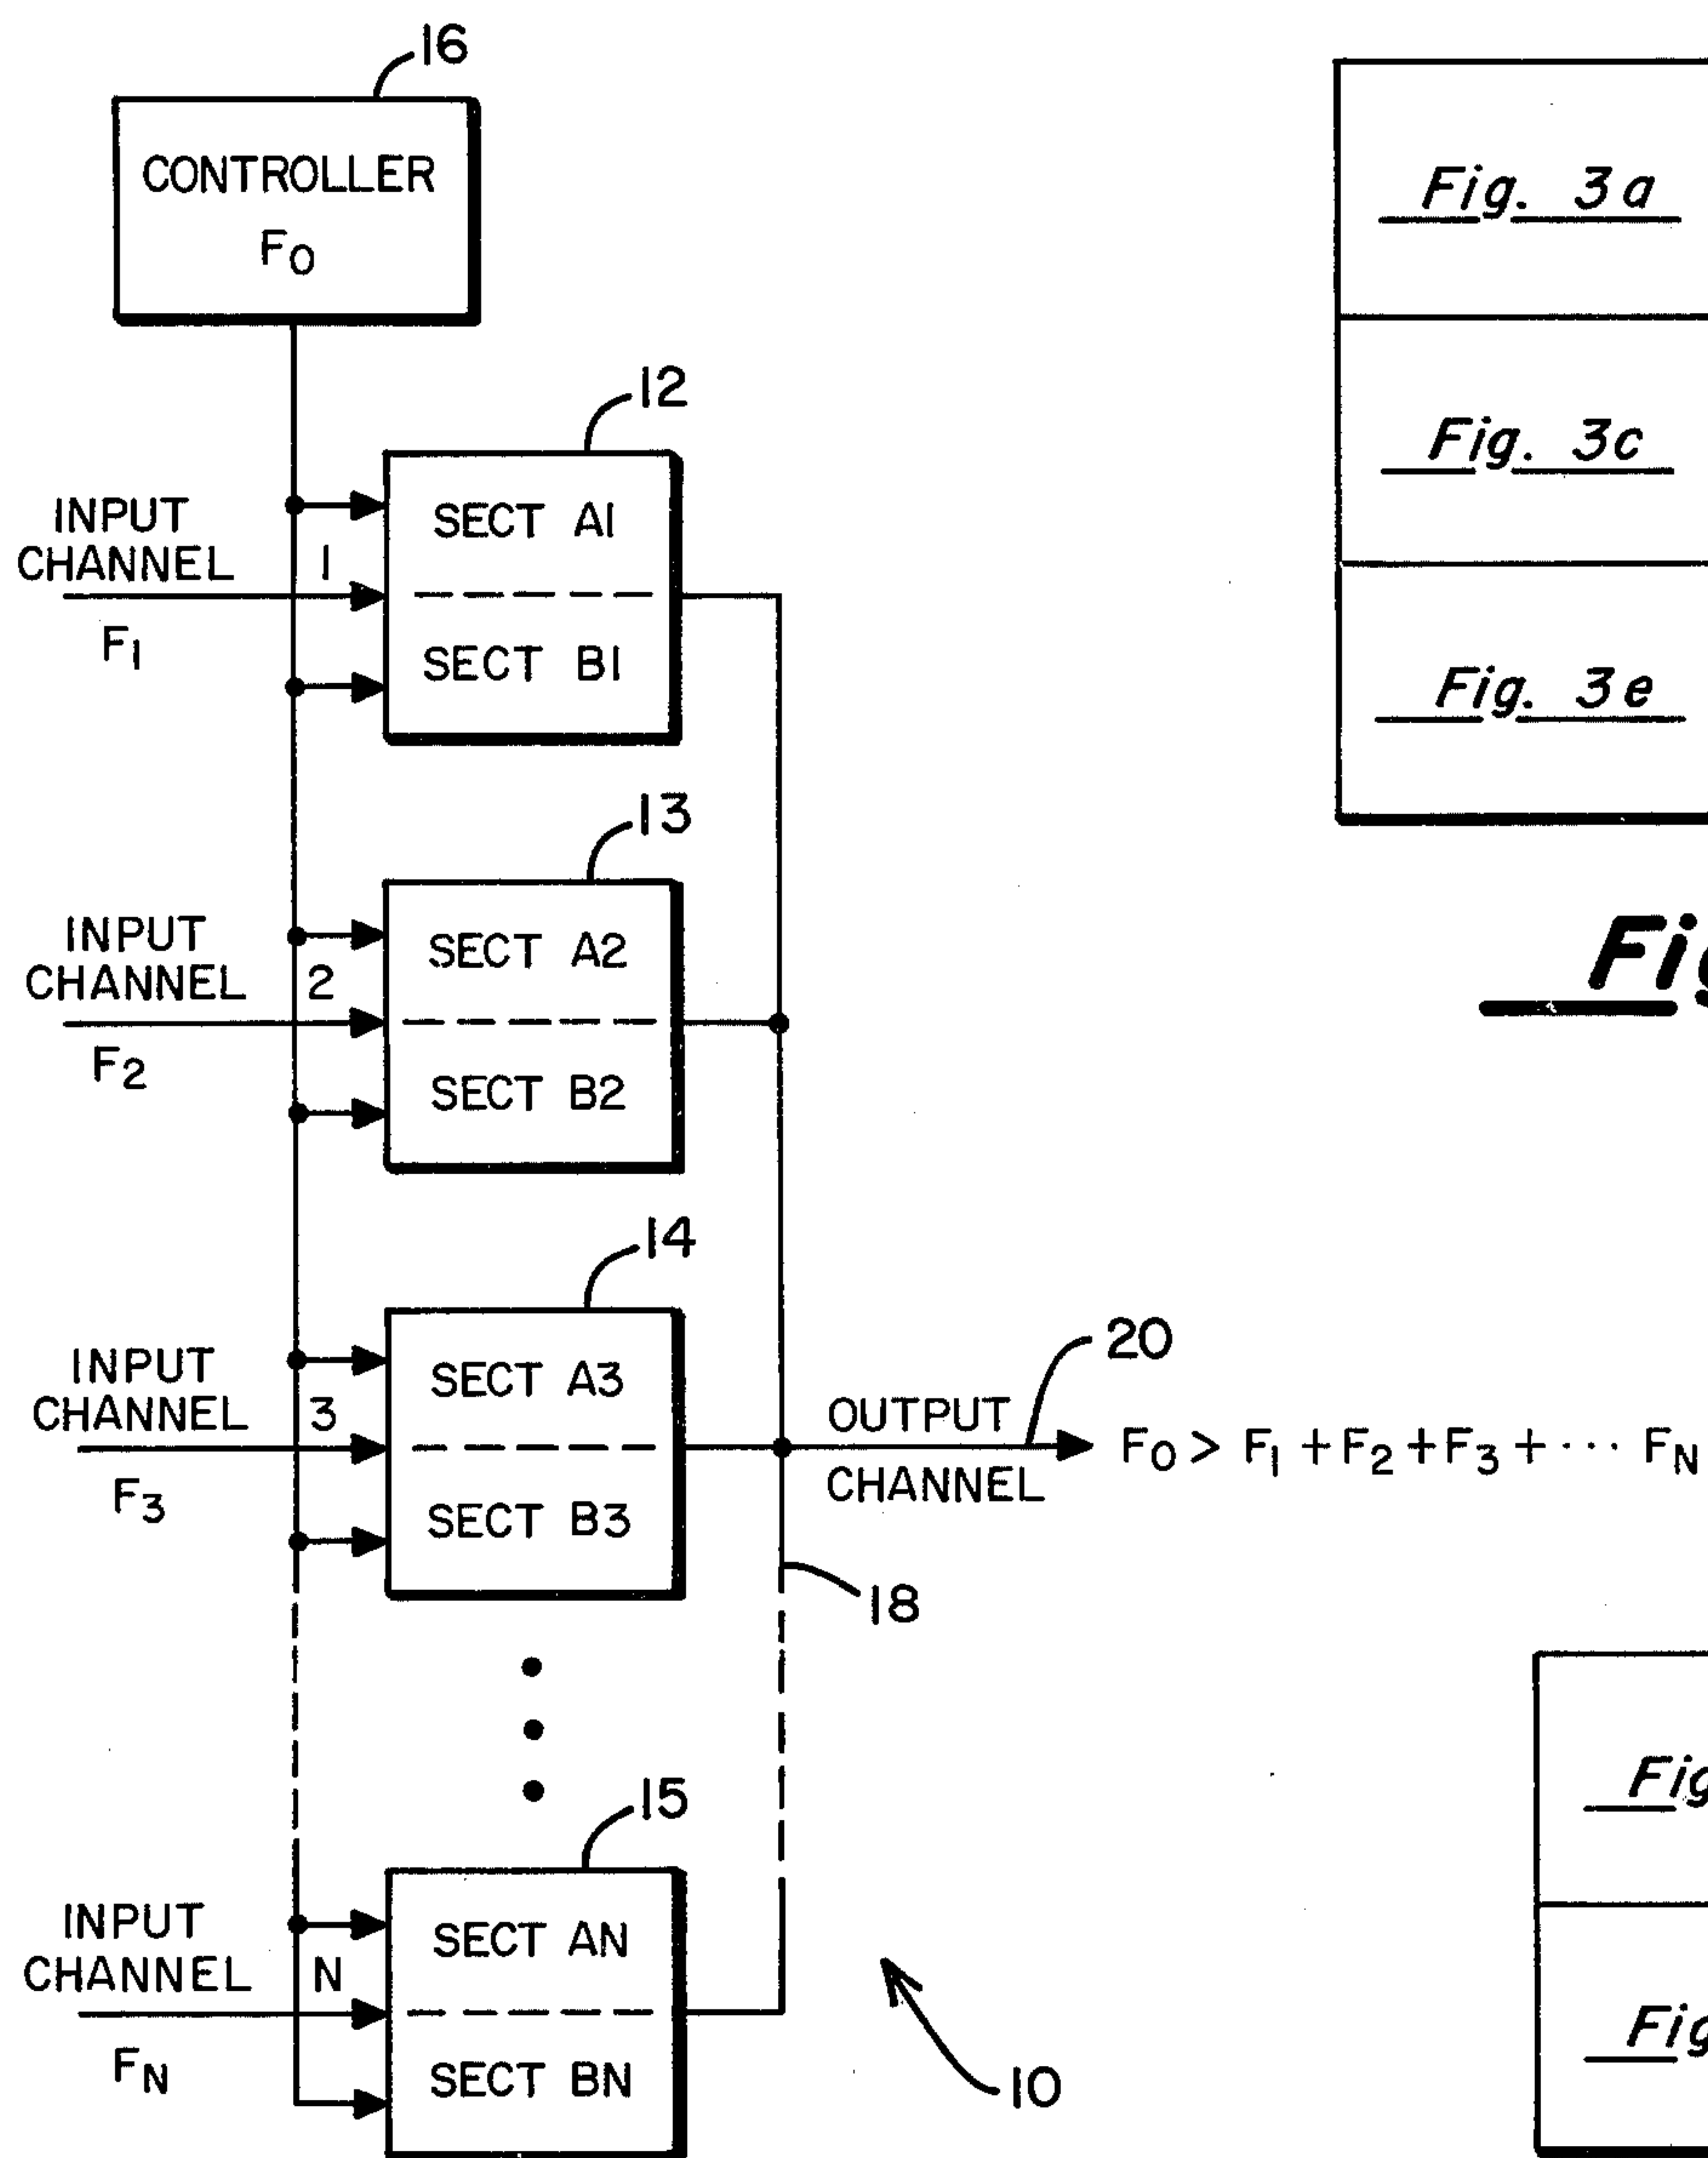 16
CONTROLLER
F0
12
INPUT
CHANNEL 1
F1
SECT A1
SECT B1
13
INPUT
CHANNEL 2
F2
SECT A2
SECT B2
14
INPUT
CHANNEL 3
F3
SECT A3
SECT B3
20
OUTPUT
CHANNEL
F0 > F1 + F2 + F3 + ··· FN
18
15
INPUT
CHANNEL N
FN
SECT AN
SECT BN
10
Fig. 3a
Fig. 3c
Fig. 3e